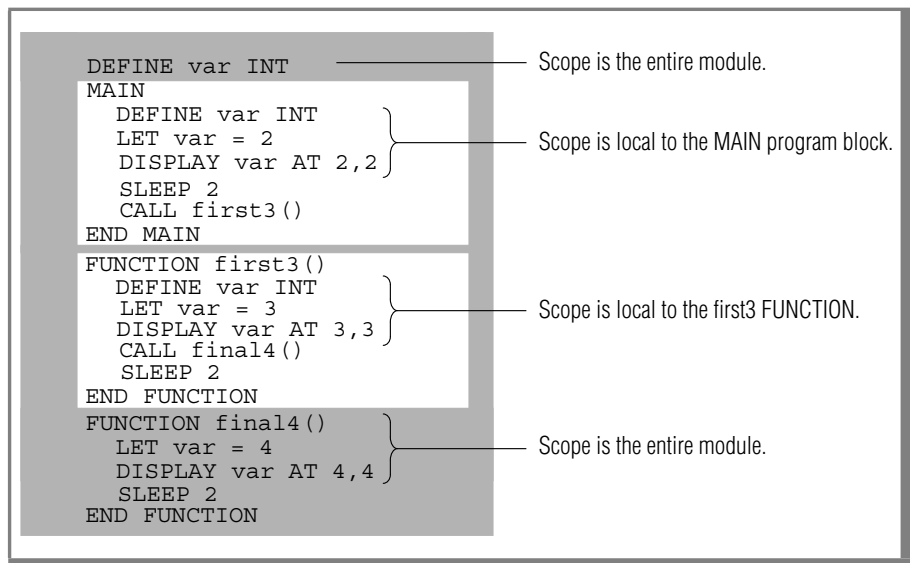 DEFINE var INT
Scope is the entire module.
MAIN
DEFINE var INT
LET var = 2
DISPLAY var AT 2,2
Scope is local to the MAIN program block.
SLEEP 2
CALL first3()
END MAIN
FUNCTION first3()
DEFINE var INT
LET var = 3
DISPLAY var AT 3,3
Scope is local to the first3 FUNCTION.
CALL final4()
SLEEP 2
END FUNCTION
FUNCTION final4()
LET var = 4
DISPLAY var AT 4,4
Scope is the entire module.
SLEEP 2
END FUNCTION